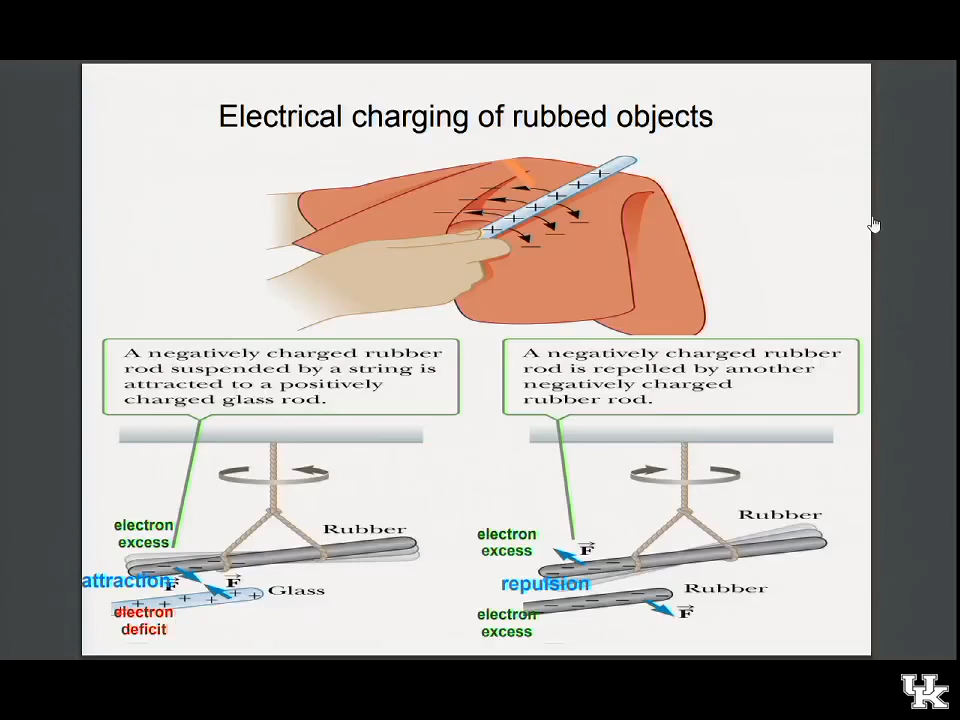 Electrical charging of rubbed objects
+ + + + + +
A negatively charged rubber
rod suspended by a string is
attracted to a positively
charged glass rod.
A negatively charged rubber
rod is repelled by another
negatively charged
rubber rod.
electron
excess
Rubber
attraction
F
F
Glass
electron
deficit
Rubber
electron
excess
F
repulsion
Rubber
electron
excess
F
UK